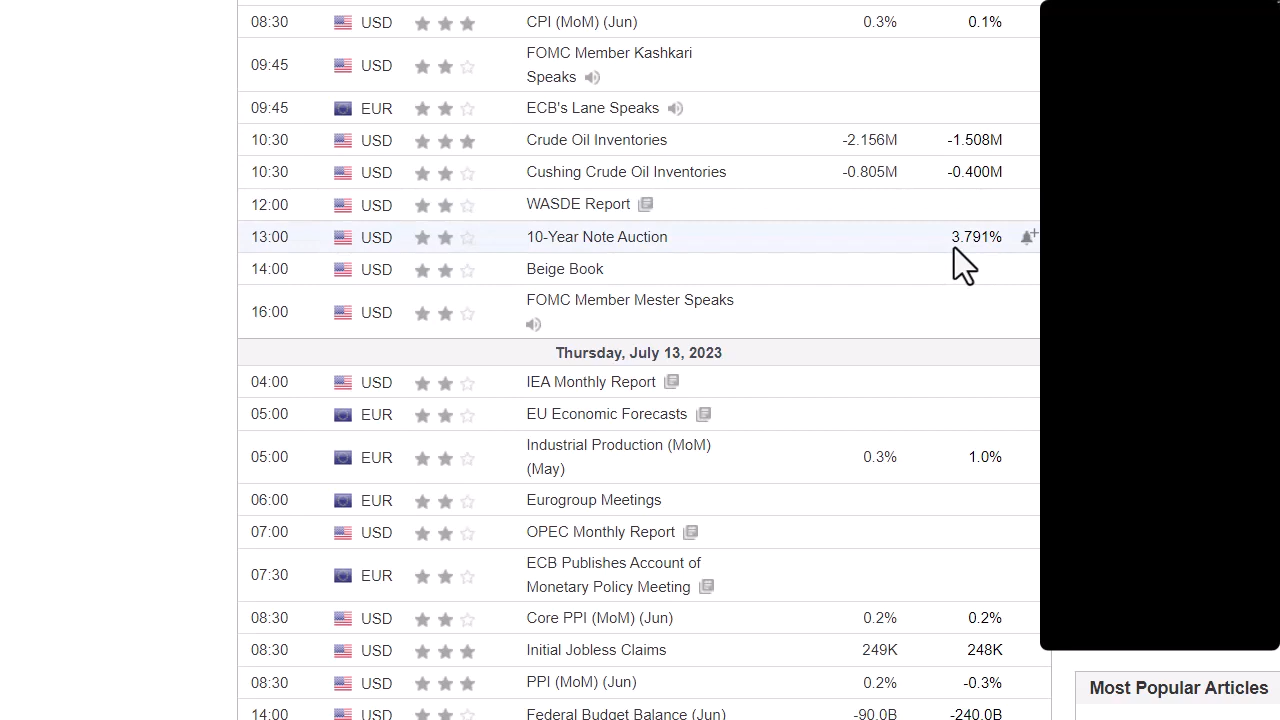 08:30 USD CPI (MoM) (Jun) 0.3% 0.1%
09:45 USD FOMC Member Kashkari
Speaks
09:45 EUR ECB's Lane Speaks
10:30 USD Crude Oil Inventories -2.156M -1.508M
10:30 USD Cushing Crude Oil Inventories -0.805M -0.400M
12:00 USD WASDE Report
13:00 USD 10-Year Note Auction 3.791%
14:00 USD Beige Book
16:00 USD FOMC Member Mester Speaks
Thursday, July 13, 2023
04:00 USD IEA Monthly Report
05:00 EUR EU Economic Forecasts
05:00 EUR Industrial Production (MoM)
(May) 0.3% 1.0%
06:00 EUR Eurogroup Meetings
07:00 USD OPEC Monthly Report
07:30 EUR ECB Publishes Account of
Monetary Policy Meeting
08:30 USD Core PPI (MoM) (Jun) 0.2% 0.2%
08:30 USD Initial Jobless Claims 249K 248K
08:30 USD PPI (MoM) (Jun) 0.2% -0.3%
14:00 USD Federal Budget Balance (Jun) -90.0B -240.0B
Most Popular Articles